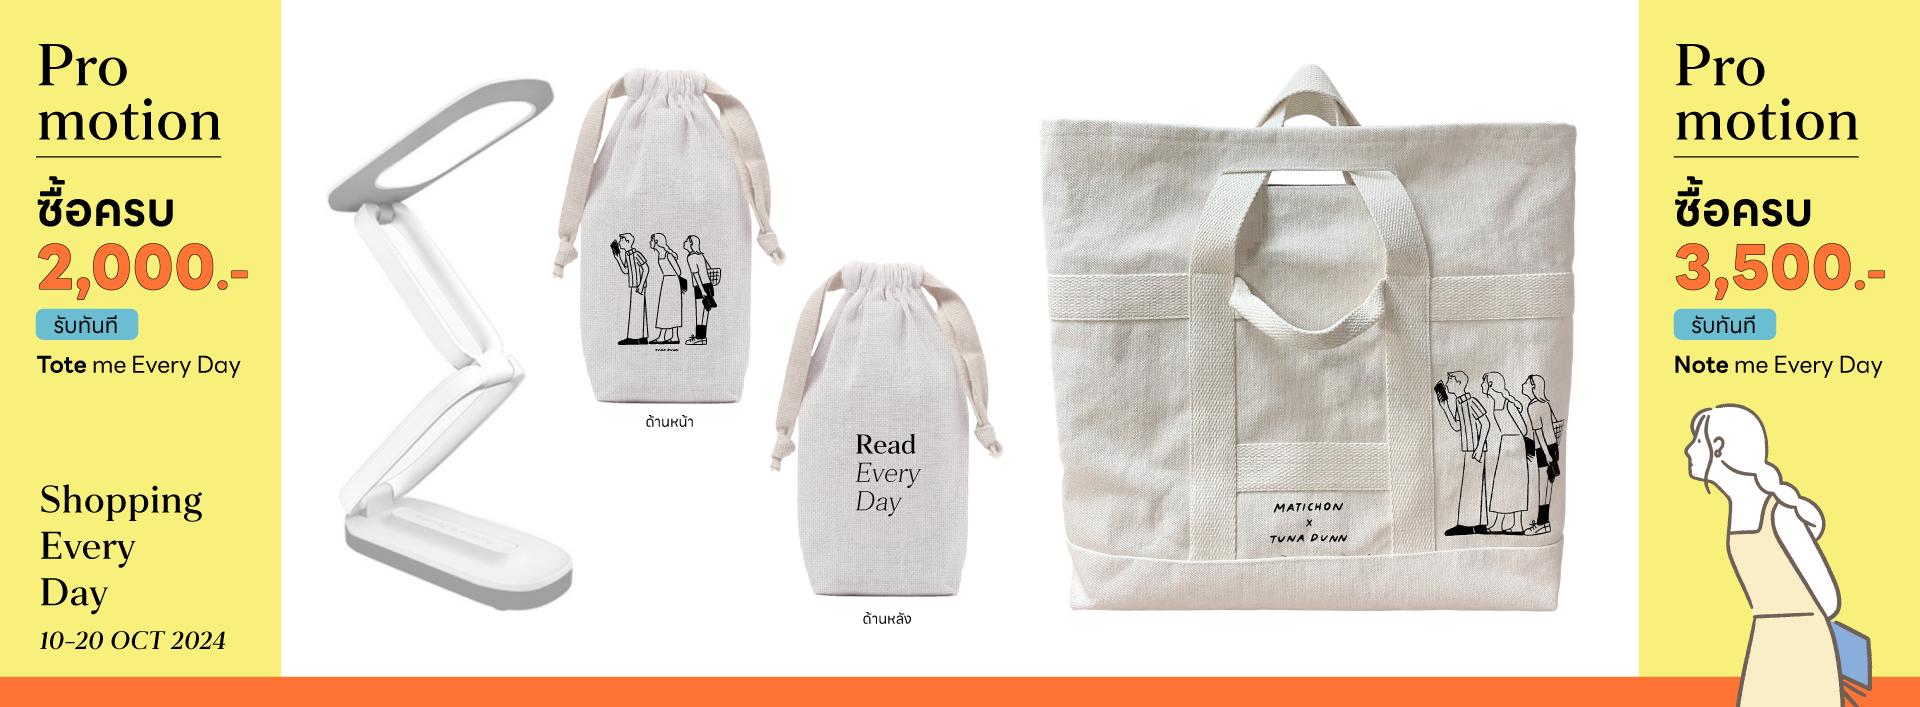 Pro
motion
ซื้อครบ
2,000.-
รับทันที
Tote me Every Day
Shopping
Every
Day
10-20 OCT 2024
TUNA DUNN
ด้านหน้า
Read
Every
Day
ด้านหลัง
MATICHON
X
TUNA DUNN
Pro
motion
ซื้อครบ
3,500.-
รับทันที
Note me Every Day